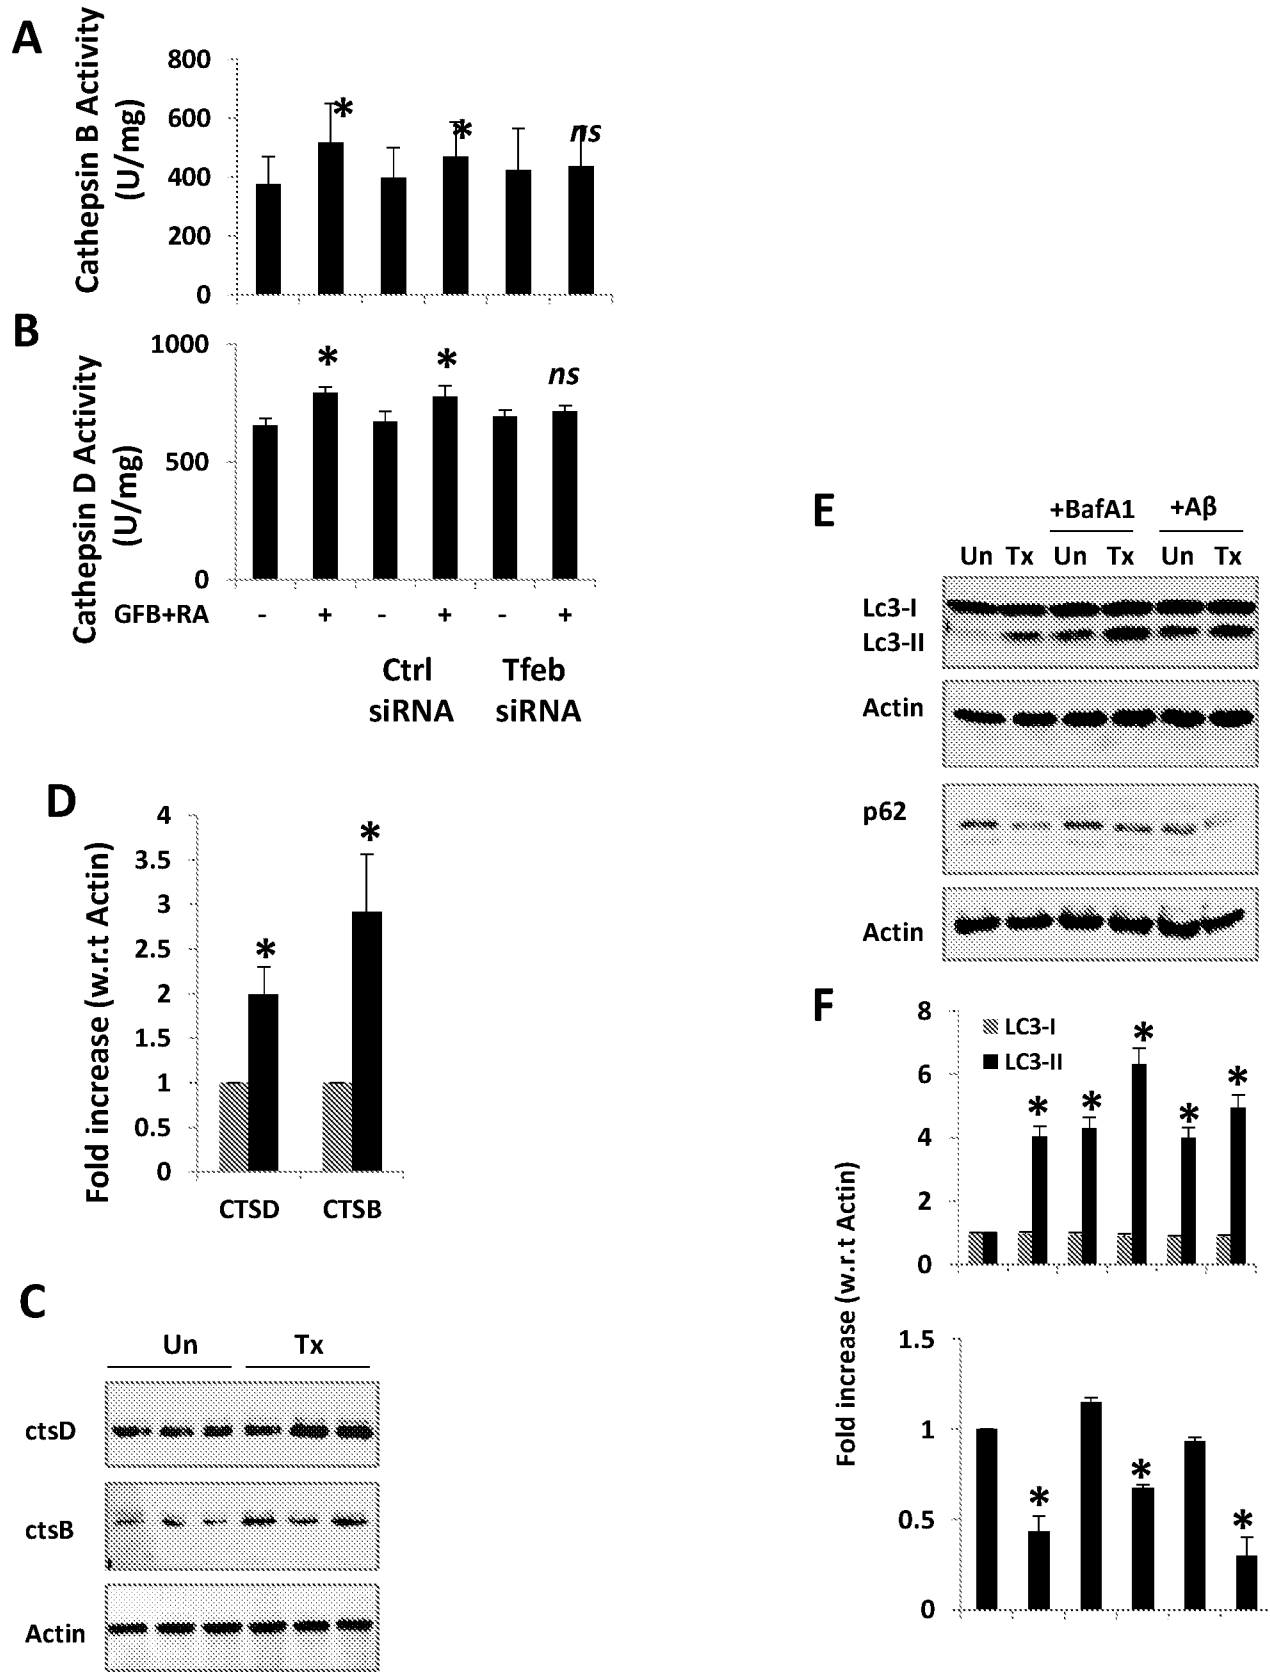 A
Cathepsin B Activity
(U/mg)
800
600
400
200
0
*
*
ns
B
Cathepsin D Activity
(U/mg)
1000
500
0
*
*
ns
GFB+RA - + - + - +
Ctrl
siRNA
Tfeb
siRNA
D
Fold increase (w.r.t Actin)
4
3.5
3
2.5
2
1.5
1
0.5
0
*
*
CTSD CTSB
C
Un Tx
ctsD
ctsB
Actin
E
+BafA1 +Aβ
Un Tx Un Tx Un Tx
Lc3-I
Lc3-II
Actin
p62
Actin
F
Fold increase (w.r.t Actin)
8
6
4
2
0
LC3-I
LC3-II
*
*
*
*
*
1.5
1
0.5
0
*
*
*